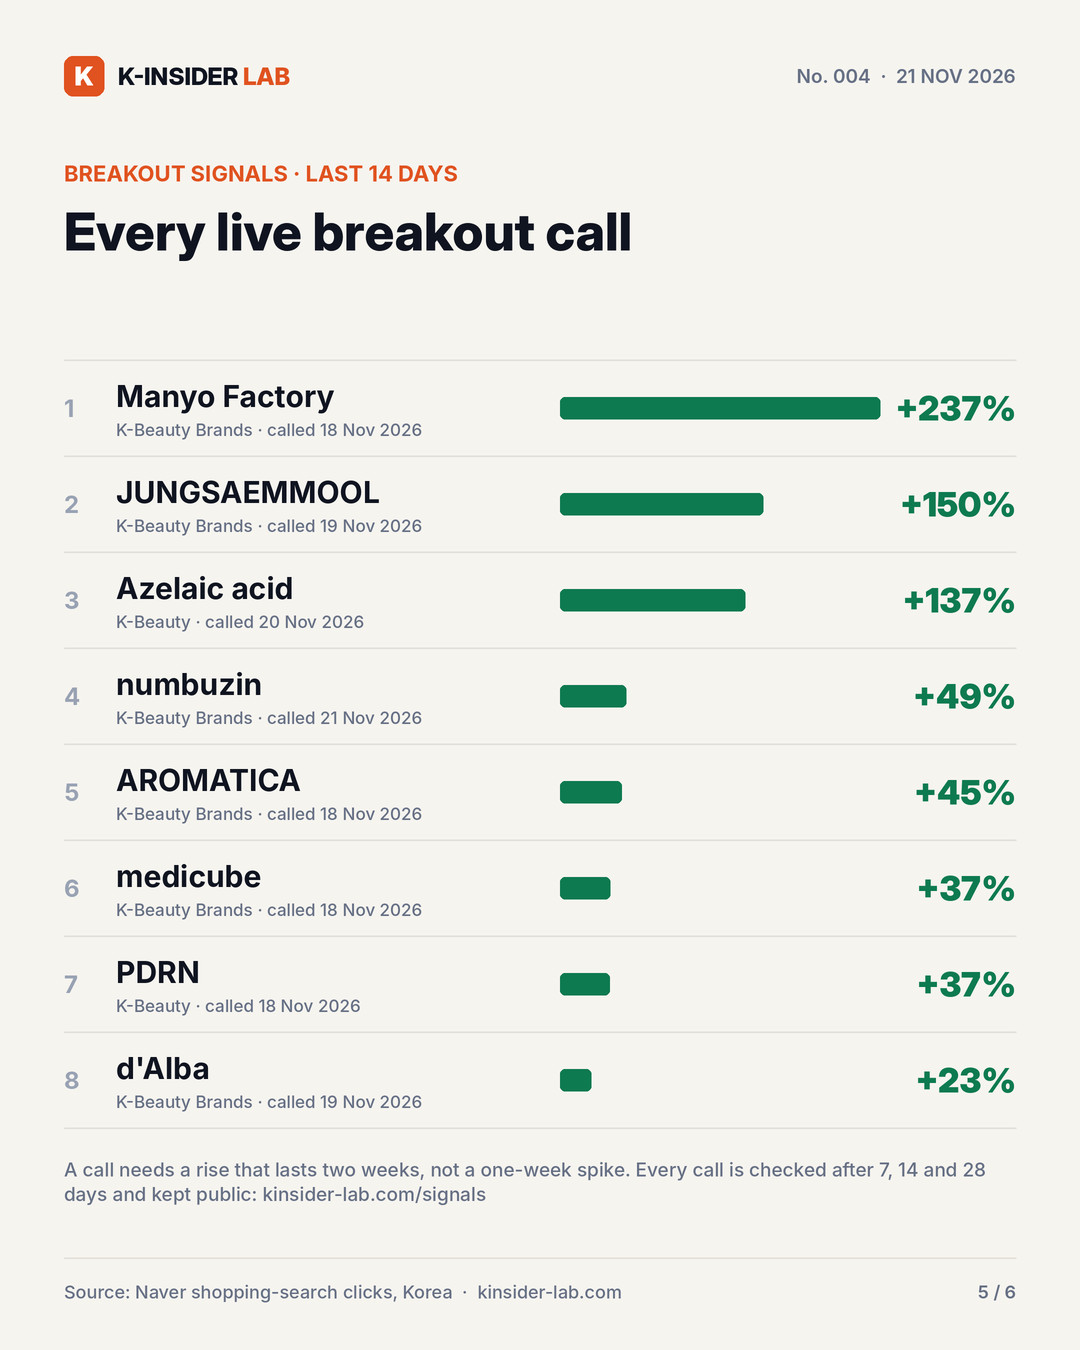 K K-INSIDER LAB
No. 004 · 21 NOV 2026
BREAKOUT SIGNALS · LAST 14 DAYS
Every live breakout call
1 Manyo Factory +237%
K-Beauty Brands · called 18 Nov 2026
2 JUNGSAEMMOOL +150%
K-Beauty Brands · called 19 Nov 2026
3 Azelaic acid +137%
K-Beauty · called 20 Nov 2026
4 numbuzin +49%
K-Beauty Brands · called 21 Nov 2026
5 AROMATICA +45%
K-Beauty Brands · called 18 Nov 2026
6 medicube +37%
K-Beauty Brands · called 18 Nov 2026
7 PDRN +37%
K-Beauty · called 18 Nov 2026
8 d'Alba +23%
K-Beauty Brands · called 19 Nov 2026
A call needs a rise that lasts two weeks, not a one-week spike. Every call is checked after 7, 14 and 28
days and kept public: kinsider-lab.com/signals
Source: Naver shopping-search clicks, Korea · kinsider-lab.com
5 / 6